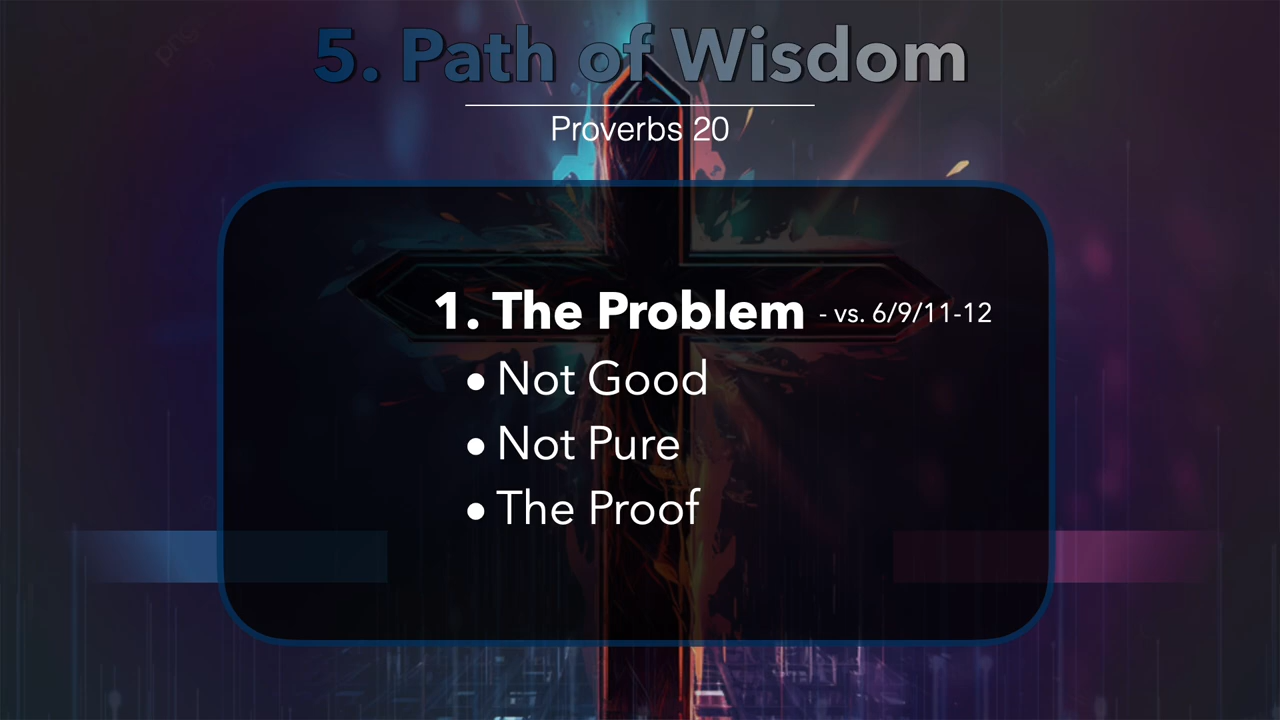 5. Path of Wisdom
Proverbs 20
1. The Problem - vs. 6/9/11-12
• Not Good
• Not Pure
• The Proof